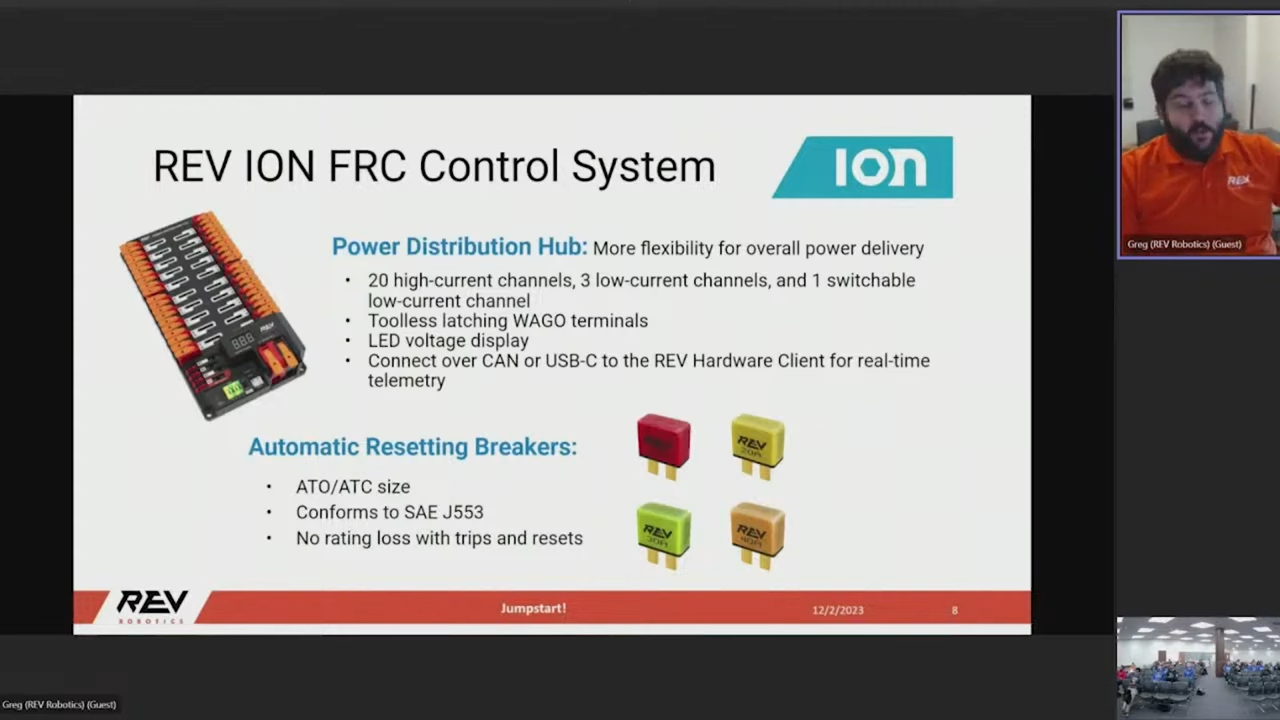 REV ION FRC Control System
ION
Power Distribution Hub: More flexibility for overall power delivery
• 20 high-current channels, 3 low-current channels, and 1 switchable
low-current channel
• Toolless latching WAGO terminals
• LED voltage display
• Connect over CAN or USB-C to the REV Hardware Client for real-time
telemetry
Automatic Resetting Breakers:
• ATO/ATC size
• Conforms to SAE J553
• No rating loss with trips and resets
REV
REV
20A
REV
30A
REV
40A
REV
ROBOTICS
Jumpstart!
12/2/2023
8
REV
Greg (REV Robotics) (Guest)
Greg (REV Robotics) (Guest)